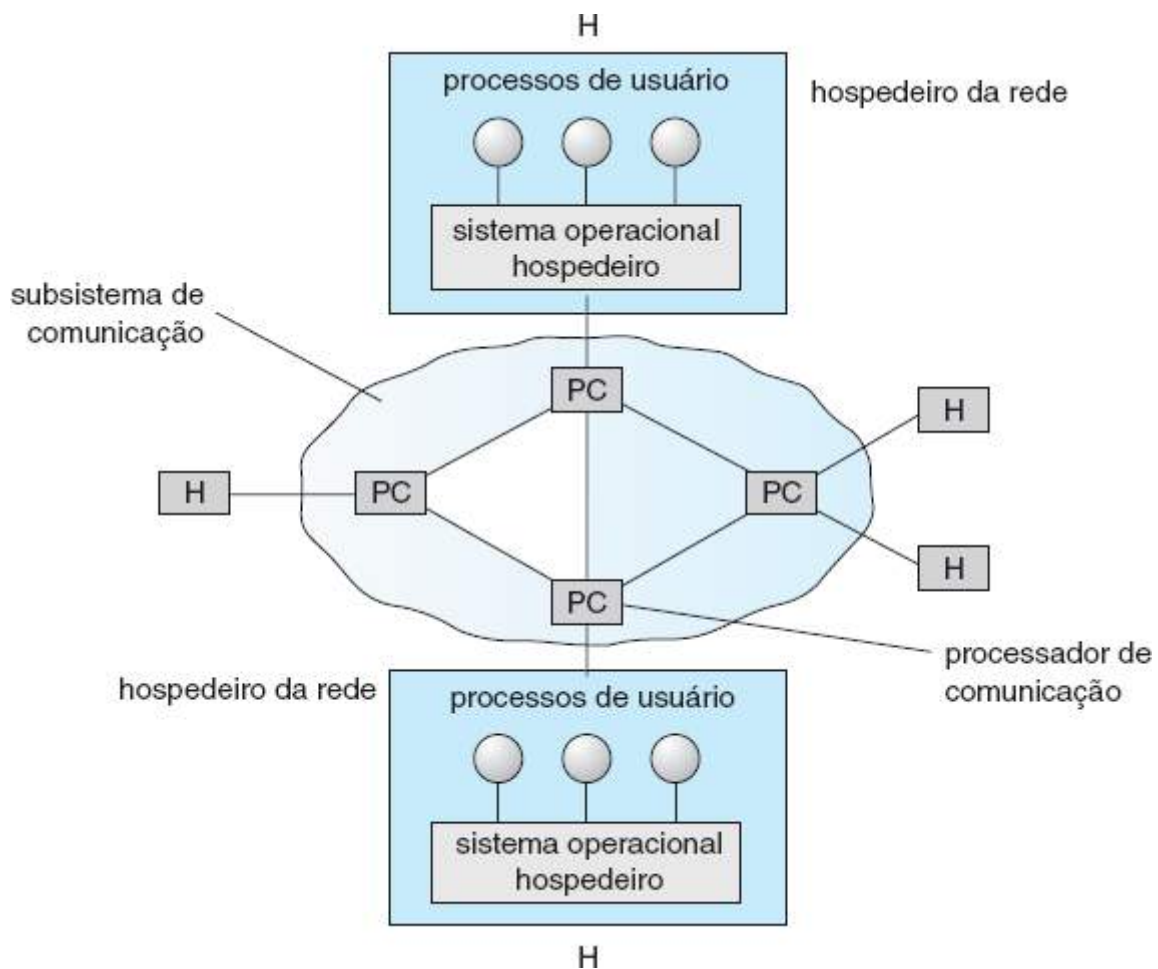 H
processos de usuário
hospedeiro da rede
sistema operacional
hospedeiro
subsistema de
comunicação
PC
H
H
PC
PC
H
PC
processador de
comunicação
hospedeiro da rede
processos de usuário
sistema operacional
hospedeiro
H